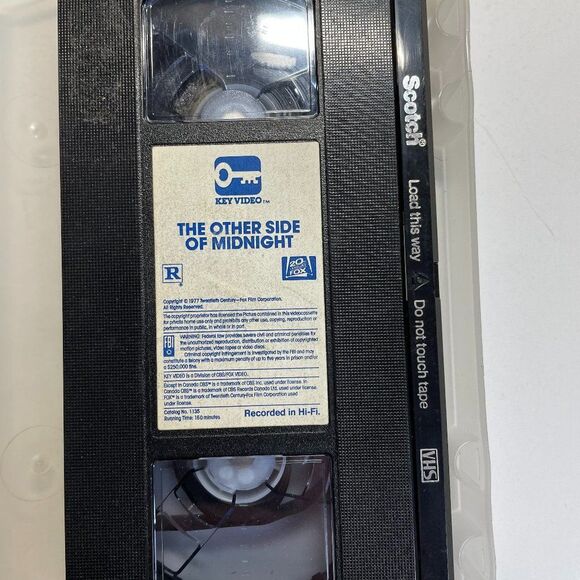 KEY VIDEO™
THE OTHER SIDE
OF MIDNIGHT
R
20
FOX
Copyright © 1977 Twentieth Century—Fox Film Corporation.
All Rights Reserved.
The copyright proprietor has licensed the Picture contained in this videocassette
for private home use only and prohibits any other use, copying, reproduction or
performance in public, in whole or in part.
FBI
WARNING: Federal law provides severe civil and criminal penalties for
the unauthorized reproduction, distribution or exhibition of copyrighted
motion pictures, video tapes or video discs.
Criminal copyright infringement is investigated by the FBI and may
constitute a felony with a maximum penalty of up to five years in prison and/or
a $250,000 fine.
KEY VIDEO is a Division of CBS/FOX VIDEO.
Except in Canada CBS™ is a trademark of CBS Inc. used under license. In
Canada CBS™ is a trademark of CBS Records Canada Ltd. used under license.
FOX™ is a trademark of Twentieth Century-Fox Film Corporation used
under license.
Catalog No. 1135
Running Time: 160 minutes
Recorded in Hi-Fi.
Scotch®
Load this way
Do not touch tape
VHS